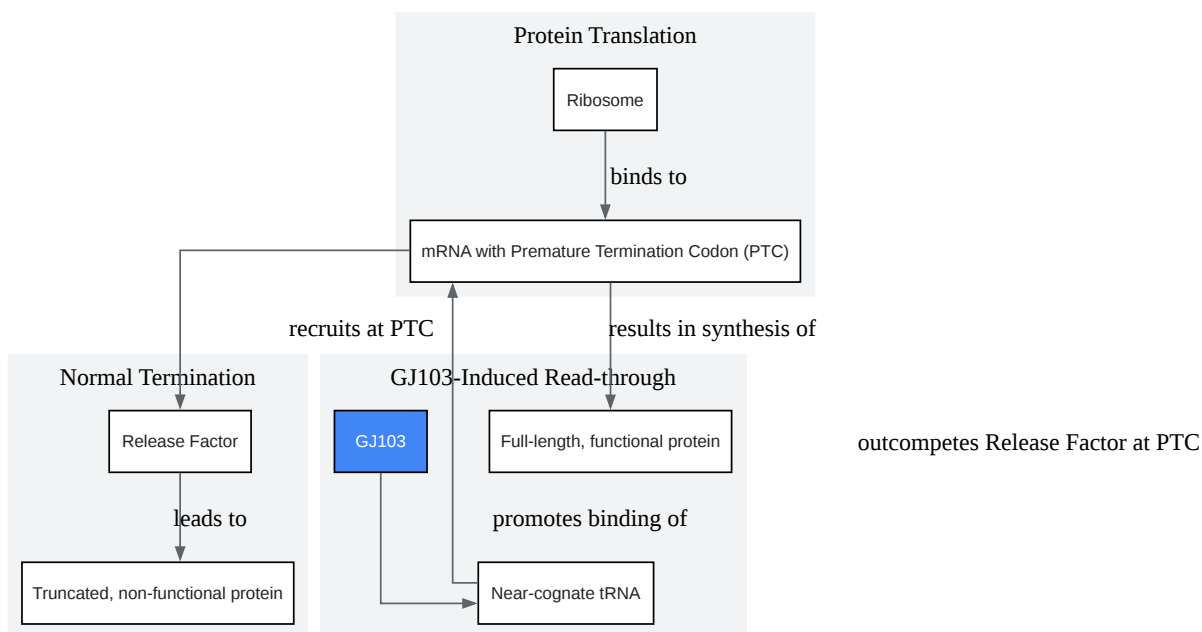 Protein Translation
Ribosome
binds to
mRNA with Premature Termination Codon (PTC)
recruits at PTC
results in synthesis of
Normal Termination
GJ103-Induced Read-through
Release Factor
GJ103
Full-length, functional protein
outcompetes Release Factor at PTC
leads to
promotes binding of
Truncated, non-functional protein
Near-cognate tRNA